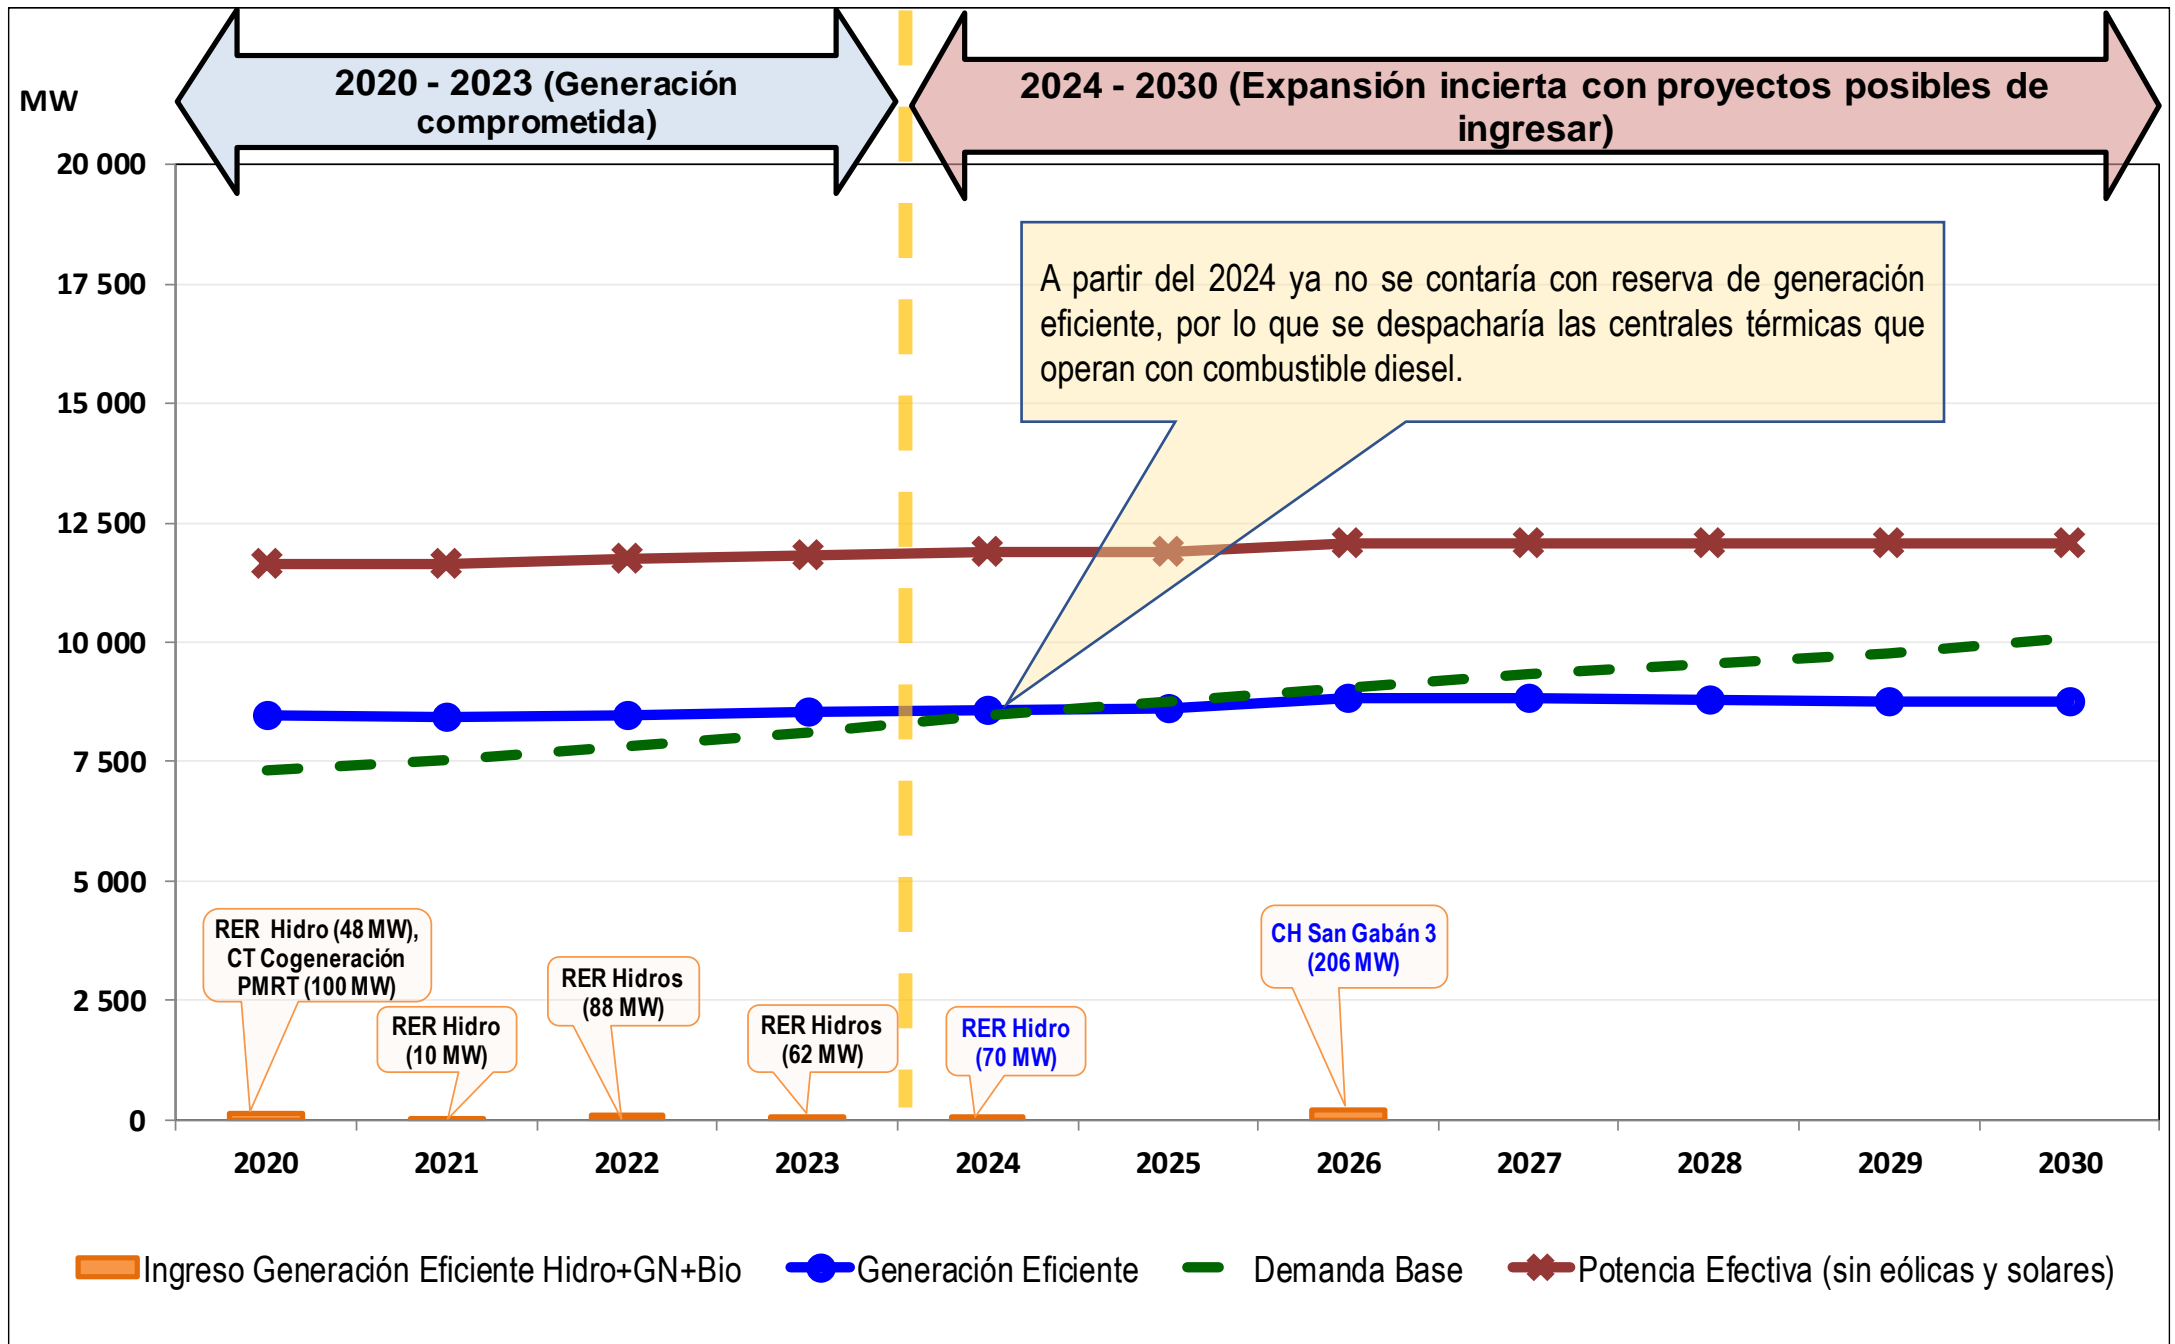 2020 - 2023 (Generación
comprometida)
2024 - 2030 (Expansión incierta con proyectos posibles de
ingresar)
MW
20 000
17 500
15 000
12 500
10 000
7 500
5 000
2 500
0
A partir del 2024 ya no se contaría con reserva de generación
eficiente, por lo que se despacharía las centrales térmicas que
operan con combustible diesel.
RER Hidro (48 MW),
CT Cogeneración
PMRT (100 MW)
RER Hidro
(10 MW)
RER Hidros
(88 MW)
RER Hidros
(62 MW)
RER Hidro
(70 MW)
CH San Gabán 3
(206 MW)
2020
2021
2022
2023
2024
2025
2026
2027
2028
2029
2030
Ingreso Generación Eficiente Hidro+GN+Bio
Generación Eficiente
Demanda Base
Potencia Efectiva (sin eólicas y solares)